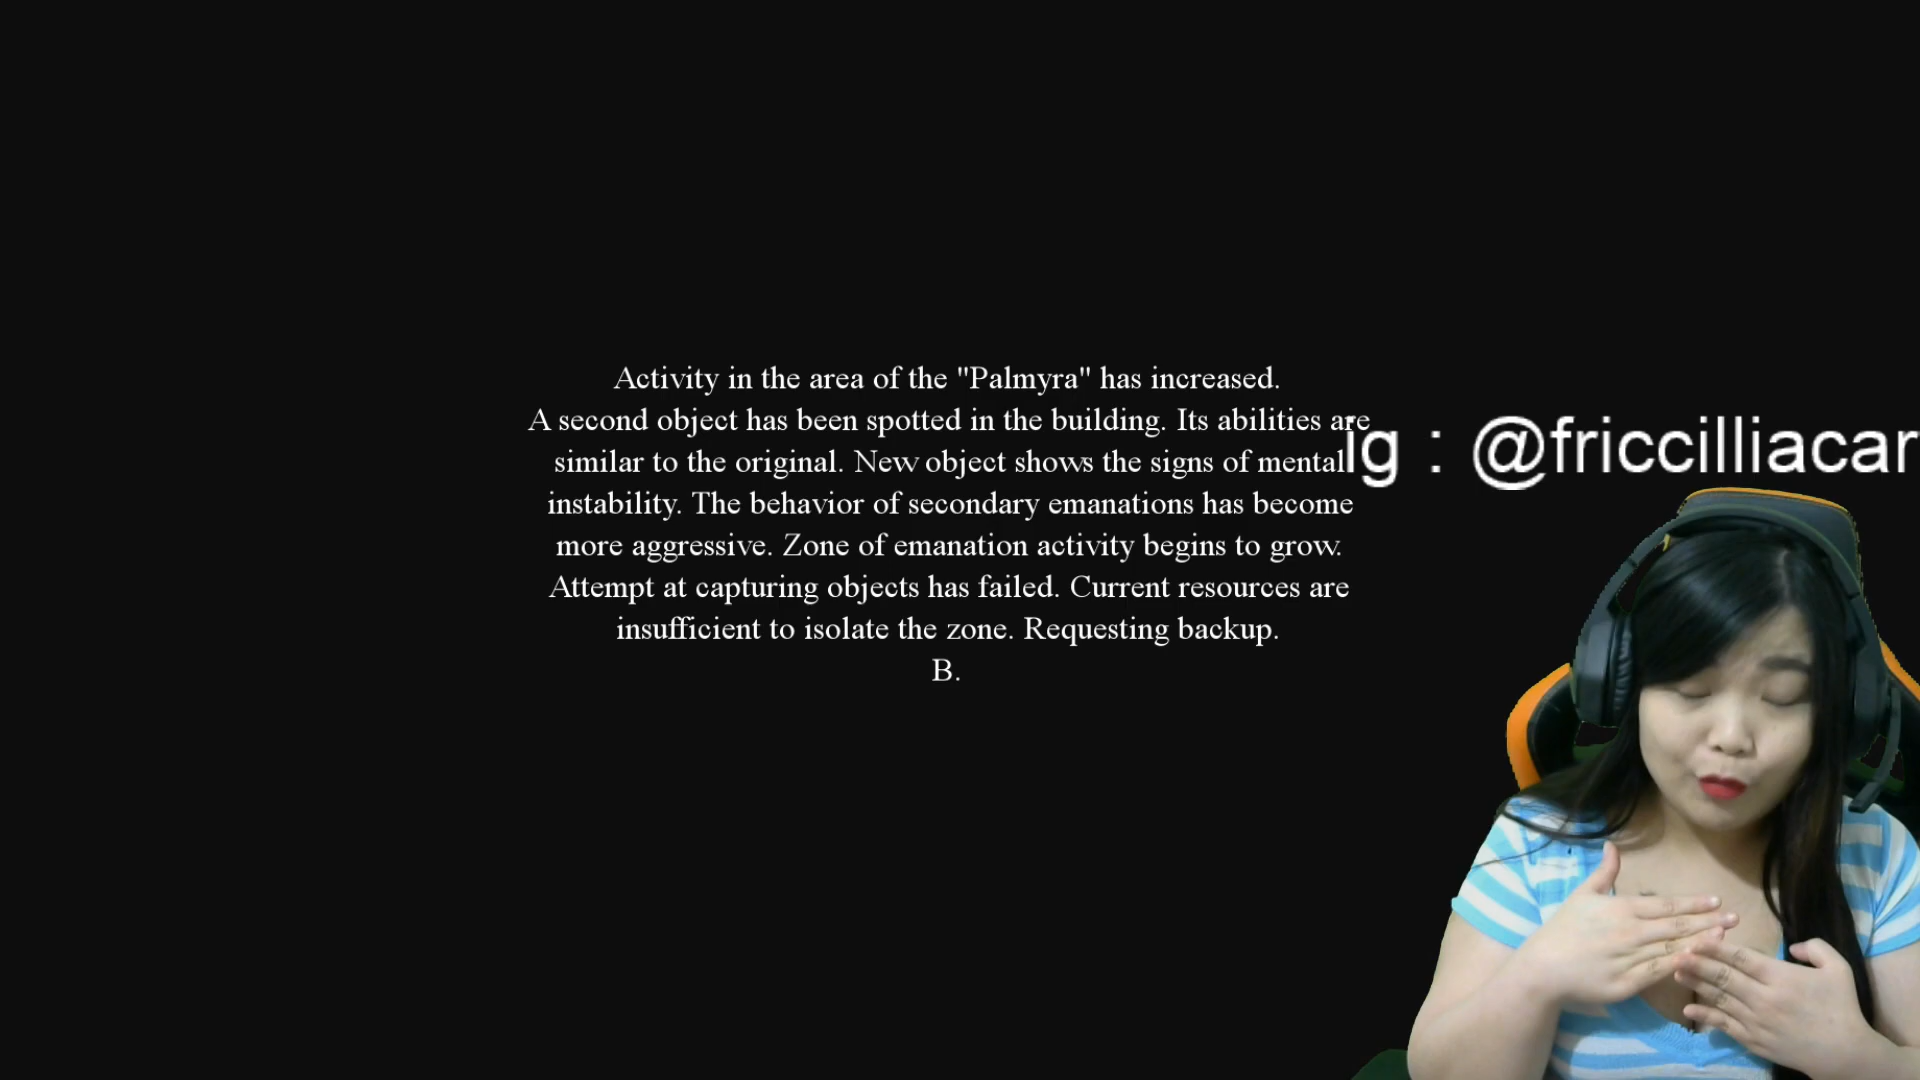 Activity in the area of the "Palmyra" has increased.
A second object has been spotted in the building. Its abilities are
similar to the original. New object shows the signs of mental
instability. The behavior of secondary emanations has become
more aggressive. Zone of emanation activity begins to grow.
Attempt at capturing objects has failed. Current resources are
insufficient to isolate the zone. Requesting backup.
B.
ig : @friccilliacar